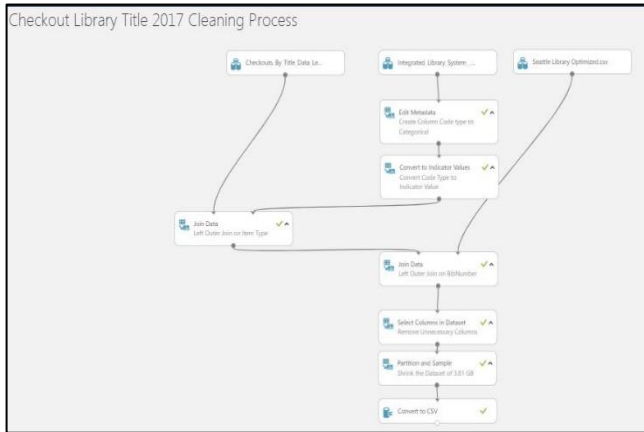 Checkout Library Title 2017 Cleaning Process
Checkouts By Title Data Le...
Integrated Library System ...
Seattle Library Optimized.csv
Edit Metadata
Create Column Code type to
Categorical
Convert to Indicator Values
Convert Code Type to
Indicator Value
Join Data
Left Outer Join on Item Type
Join Data
Left Outer Join on BibNumber
Select Columns in Dataset
Remove Unnecessary Columns
Partition and Sample
Shrink the Dataset of 3.81 GB
Convert to CSV